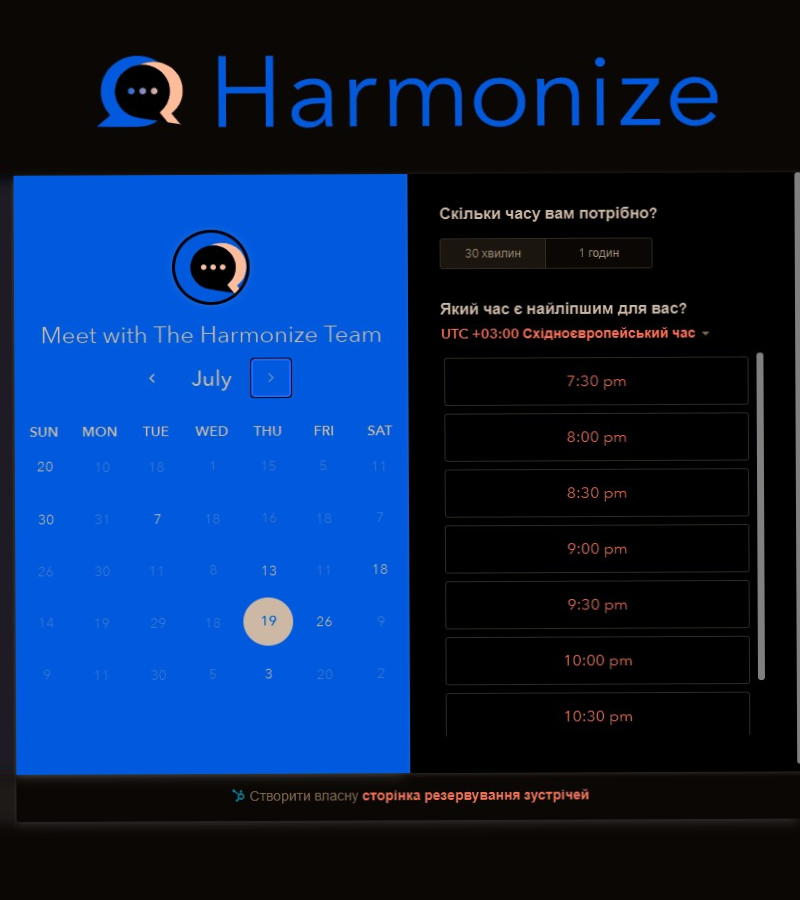 Harmonize
Meet with The Harmonize Team
July
SUN MON TUE WED THU FRI SAT
20 10 18 1 15 5 11
30 31 7 18 16 18 7
26 30 11 8 13 11 18
14 19 29 18 19 26 9
9 11 30 5 3 20 2
Скільки часу вам потрібно?
30 хвилин 1 годин
Який час є найліпшим для вас?
UTC +03:00 Східноєвропейський час
7:30 pm
8:00 pm
8:30 pm
9:00 pm
9:30 pm
10:00 pm
10:30 pm
Створити власну сторінка резервування зустрічей